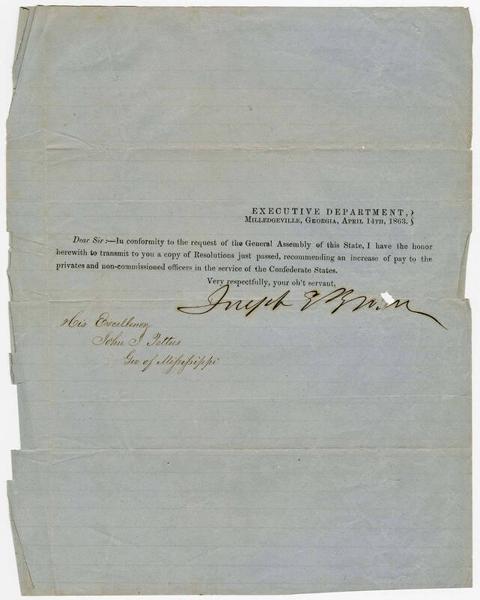 EXECUTIVE DEPARTMENT,}
MILLEDGEVILLE, GEORGIA, APRIL 14TH, 1863.}
Dear Sir:—In conformity to the request of the General Assembly of this State, I have the honor
herewith to transmit to you a copy of Resolutions just passed, recommending an increase of pay to the
privates and non-commissioned officers in the service of the Confederate States.
Very respectfully, your ob't servant,
Joseph E Brown
His Excellency
John J Pettus
Gov of Mississippi